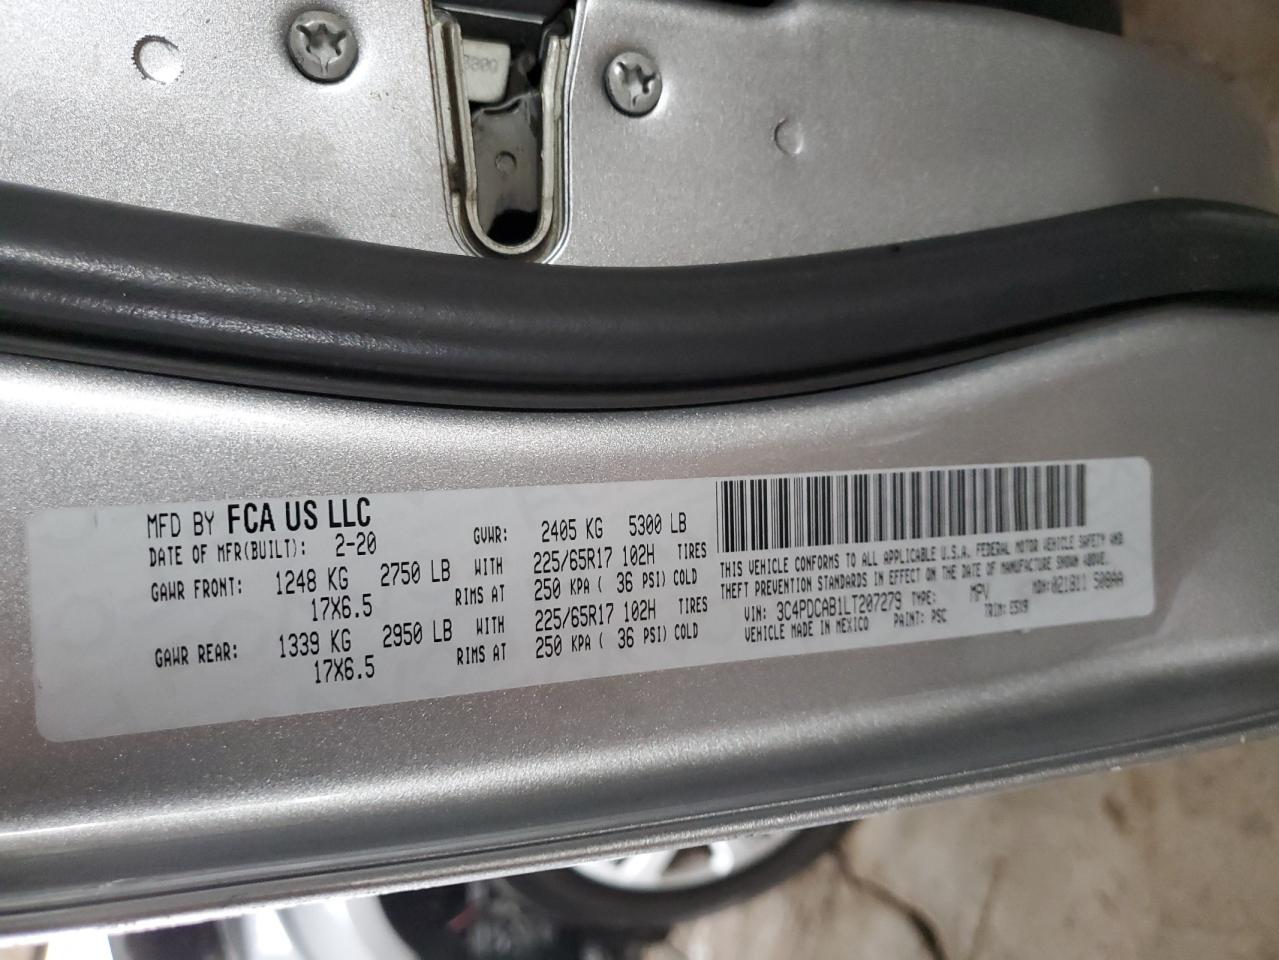 MFD BY FCA US LLC
DATE OF MFR(BUILT): 2-20 GVWR: 2405 KG 5300 LB
GAWR FRONT: 1248 KG 2750 LB WITH 225/65R17 102H TIRES
17X6.5 RIMS AT 250 KPA ( 36 PSI) COLD
GAWR REAR: 1339 KG 2950 LB WITH 225/65R17 102H TIRES
17X6.5 RIMS AT 250 KPA ( 36 PSI) COLD
THIS VEHICLE CONFORMS TO ALL APPLICABLE U.S.A. FEDERAL MOTOR VEHICLE SAFETY AND
THEFT PREVENTION STANDARDS IN EFFECT ON THE DATE OF MANUFACTURE SHOWN ABOVE.
VIN: 3C4PDCAB1LT207279 TYPE: MPV MDH: 021811 508AA
VEHICLE MADE IN MEXICO PAINT: PSC TRIM: